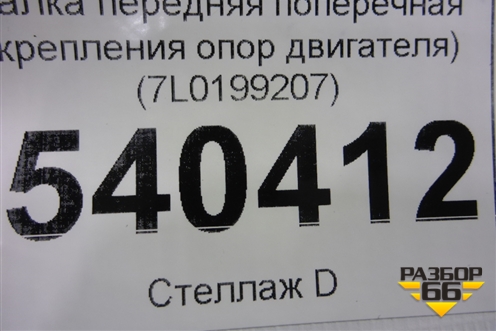 алка передняя поперечная
крепления опор двигателя)
(7L0199207)
540412
Стеллаж D
РАЗБОР
66